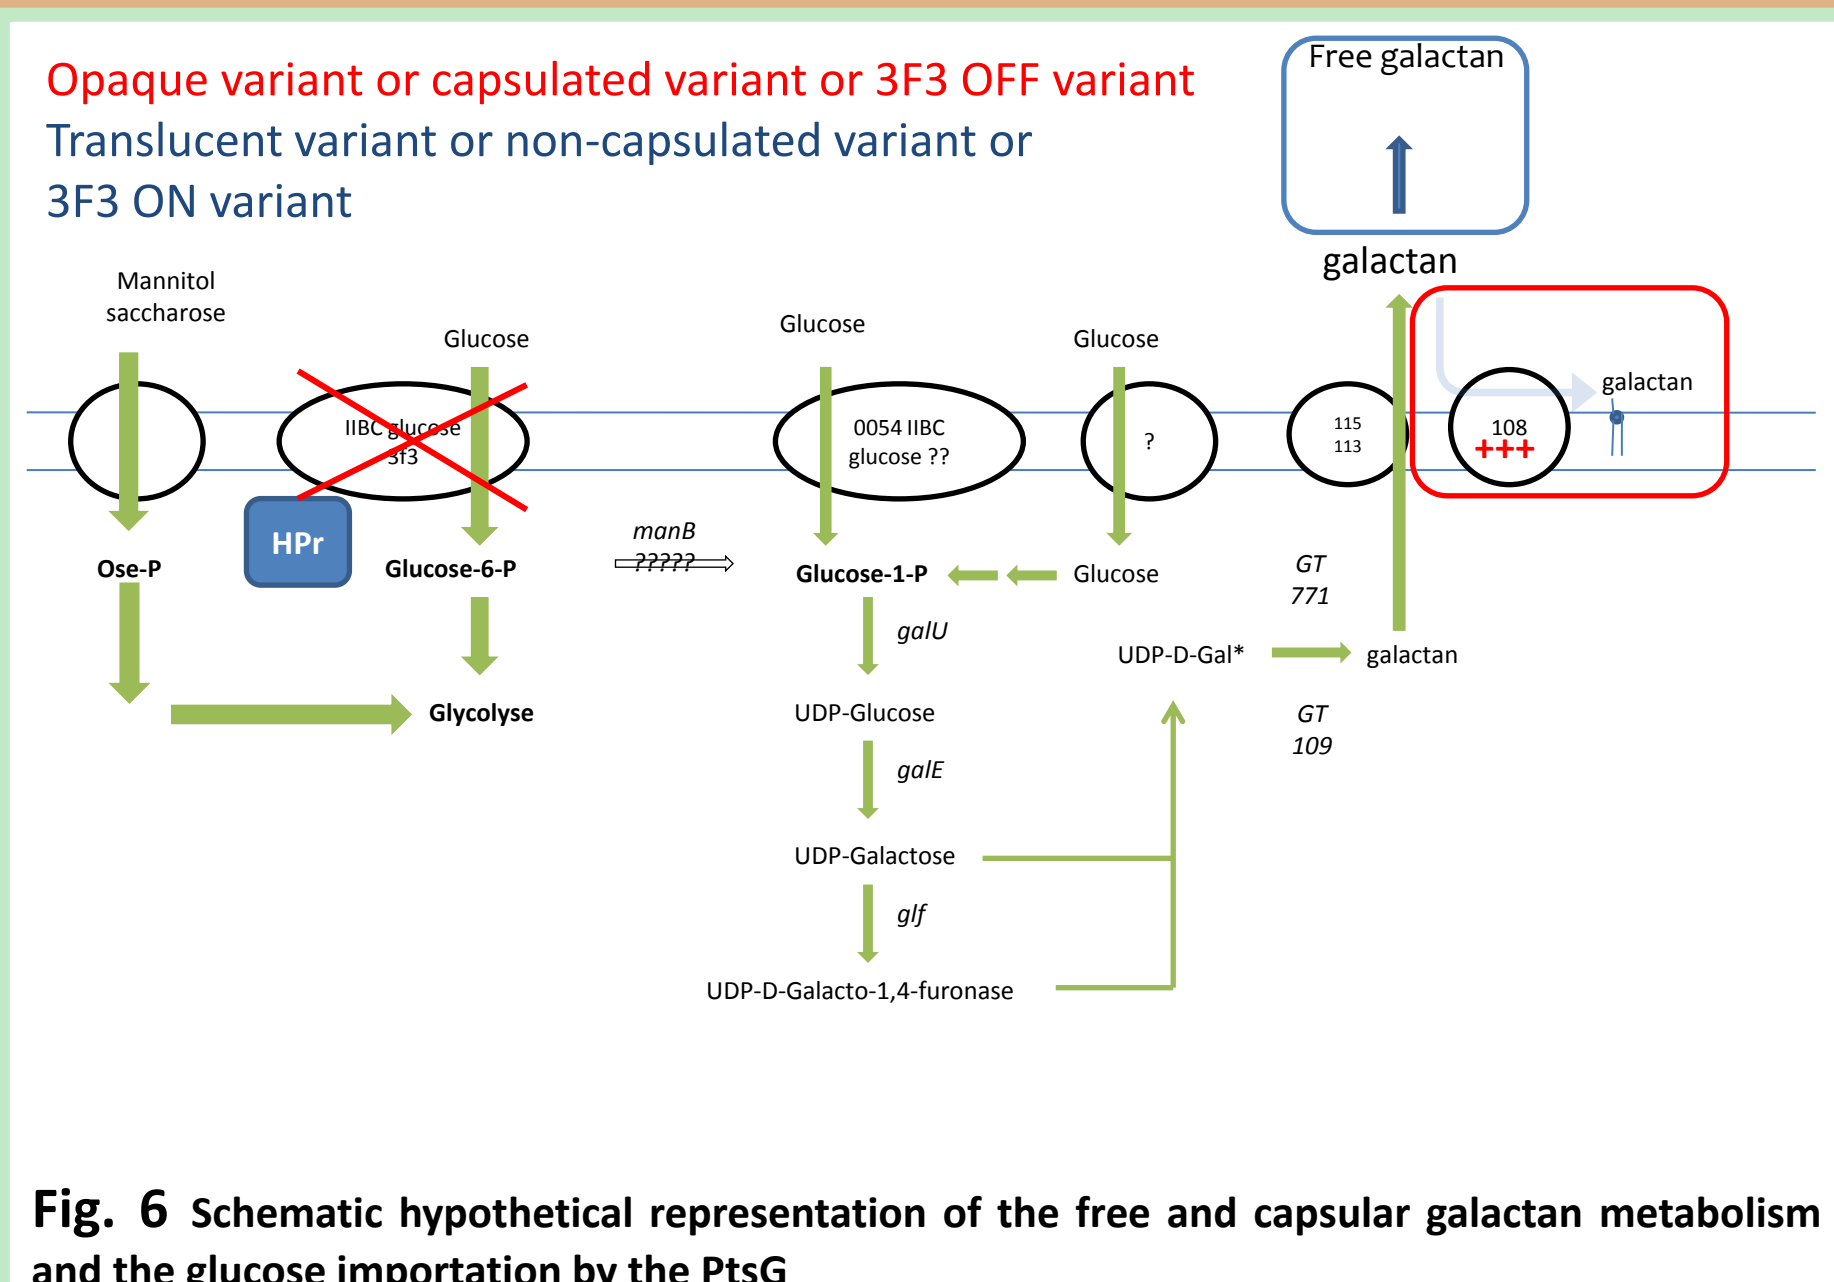 Opaque variant or capsulated variant or 3F3 OFF variant
Translucent variant or non-capsulated variant or
3F3 ON variant
Free galactan
galactan
Mannitol
saccharose
Glucose
Glucose
Glucose
galactan
IIBC glucose
3f3
0054 IIBC
glucose ??
?
115
113
108
+++
HPr
manB
?????
Ose-P
Glucose-6-P
Glucose-1-P
Glucose
GT
771
galU
UDP-D-Gal*
galactan
Glycolyse
UDP-Glucose
GT
109
galE
UDP-Galactose
glf
UDP-D-Galacto-1,4-furonase
Fig. 6 Schematic hypothetical representation of the free and capsular galactan metabolism
and the glucose importation by the PtsG